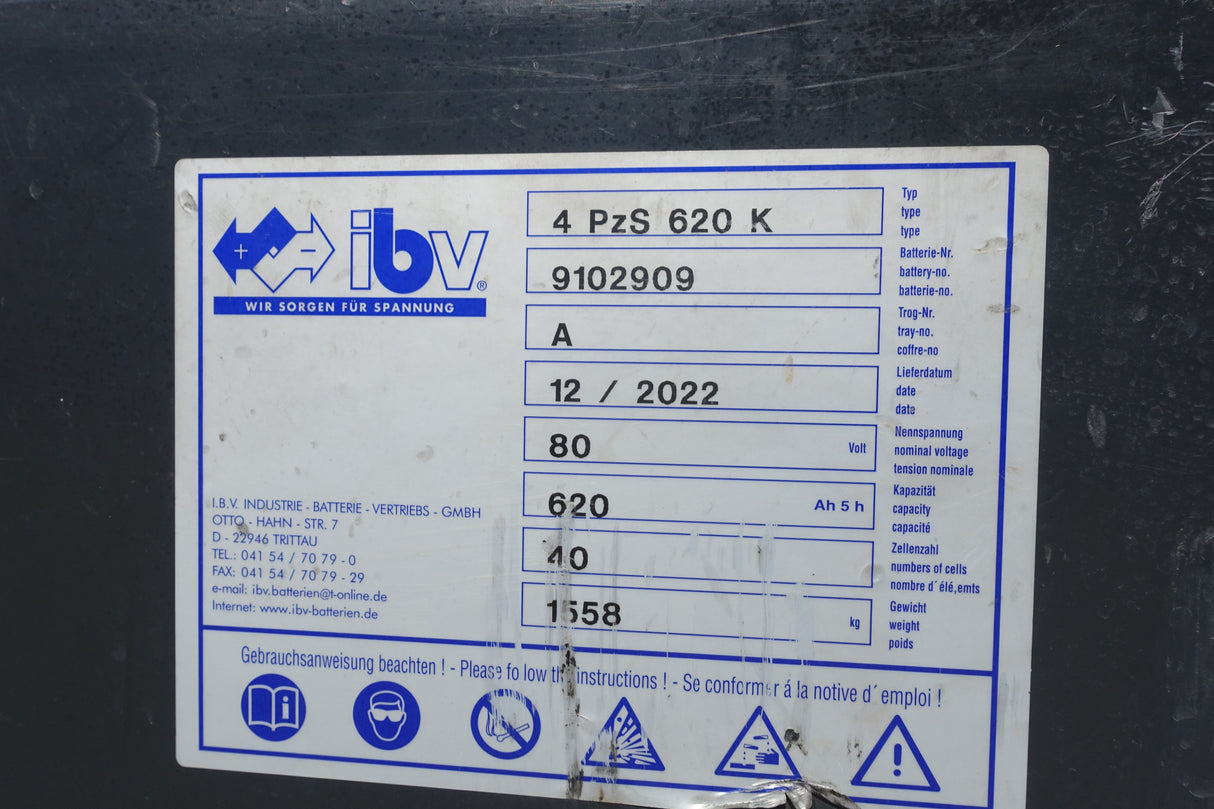 + - ibv®
WIR SORGEN FÜR SPANNUNG
4 PzS 620 K
Typ
type
type
9102909
Batterie-Nr.
battery-no.
batterie-no.
A
Trog-Nr.
tray-no.
coffre-no
12 / 2022
Lieferdatum
date
date
80 Volt
Nennspannung
nominal voltage
tension nominale
620 Ah 5 h
Kapazität
capacity
capacité
40
Zellenzahl
numbers of cells
nombre d´élé,emts
1558 kg
Gewicht
weight
poids
I.B.V. INDUSTRIE - BATTERIE - VERTRIEBS - GMBH
OTTO - HAHN - STR. 7
D - 22946 TRITTAU
TEL.: 041 54 / 70 79 - 0
FAX: 041 54 / 70 79 - 29
e-mail: ibv.batterien@t-online.de
Internet: www.ibv-batterien.de
Gebrauchsanweisung beachten ! - Please follow the instructions ! - Se conformer á la notive d´emploi !